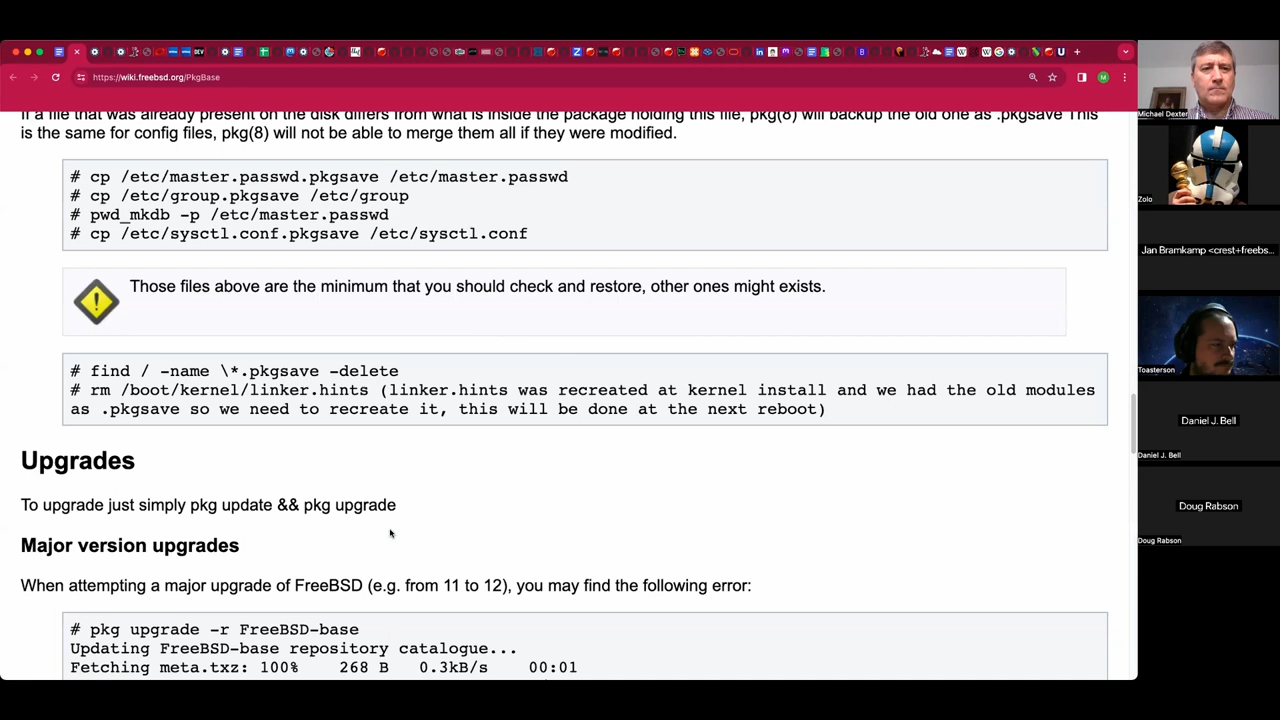 https://wiki.freebsd.org/PkgBase
If a file that was already present on the disk differs from what is inside the package holding this file, pkg(8) will backup the old one as .pkgsave This
is the same for config files, pkg(8) will not be able to merge them all if they were modified.
# cp /etc/master.passwd.pkgsave /etc/master.passwd
# cp /etc/group.pkgsave /etc/group
# pwd_mkdb -p /etc/master.passwd
# cp /etc/sysctl.conf.pkgsave /etc/sysctl.conf
Those files above are the minimum that you should check and restore, other ones might exists.
# find / -name \*.pkgsave -delete
# rm /boot/kernel/linker.hints (linker.hints was recreated at kernel install and we had the old modules
as .pkgsave so we need to recreate it, this will be done at the next reboot)
Upgrades
To upgrade just simply pkg update && pkg upgrade
Major version upgrades
When attempting a major upgrade of FreeBSD (e.g. from 11 to 12), you may find the following error:
# pkg upgrade -r FreeBSD-base
Updating FreeBSD-base repository catalogue...
Fetching meta.txz: 100% 268 B 0.3kB/s 00:01
Michael Dexter
Zolo
Jan Bramkamp <crest+freebs...
Toasterson
Daniel J. Bell
Daniel J. Bell
Doug Rabson
Doug Rabson